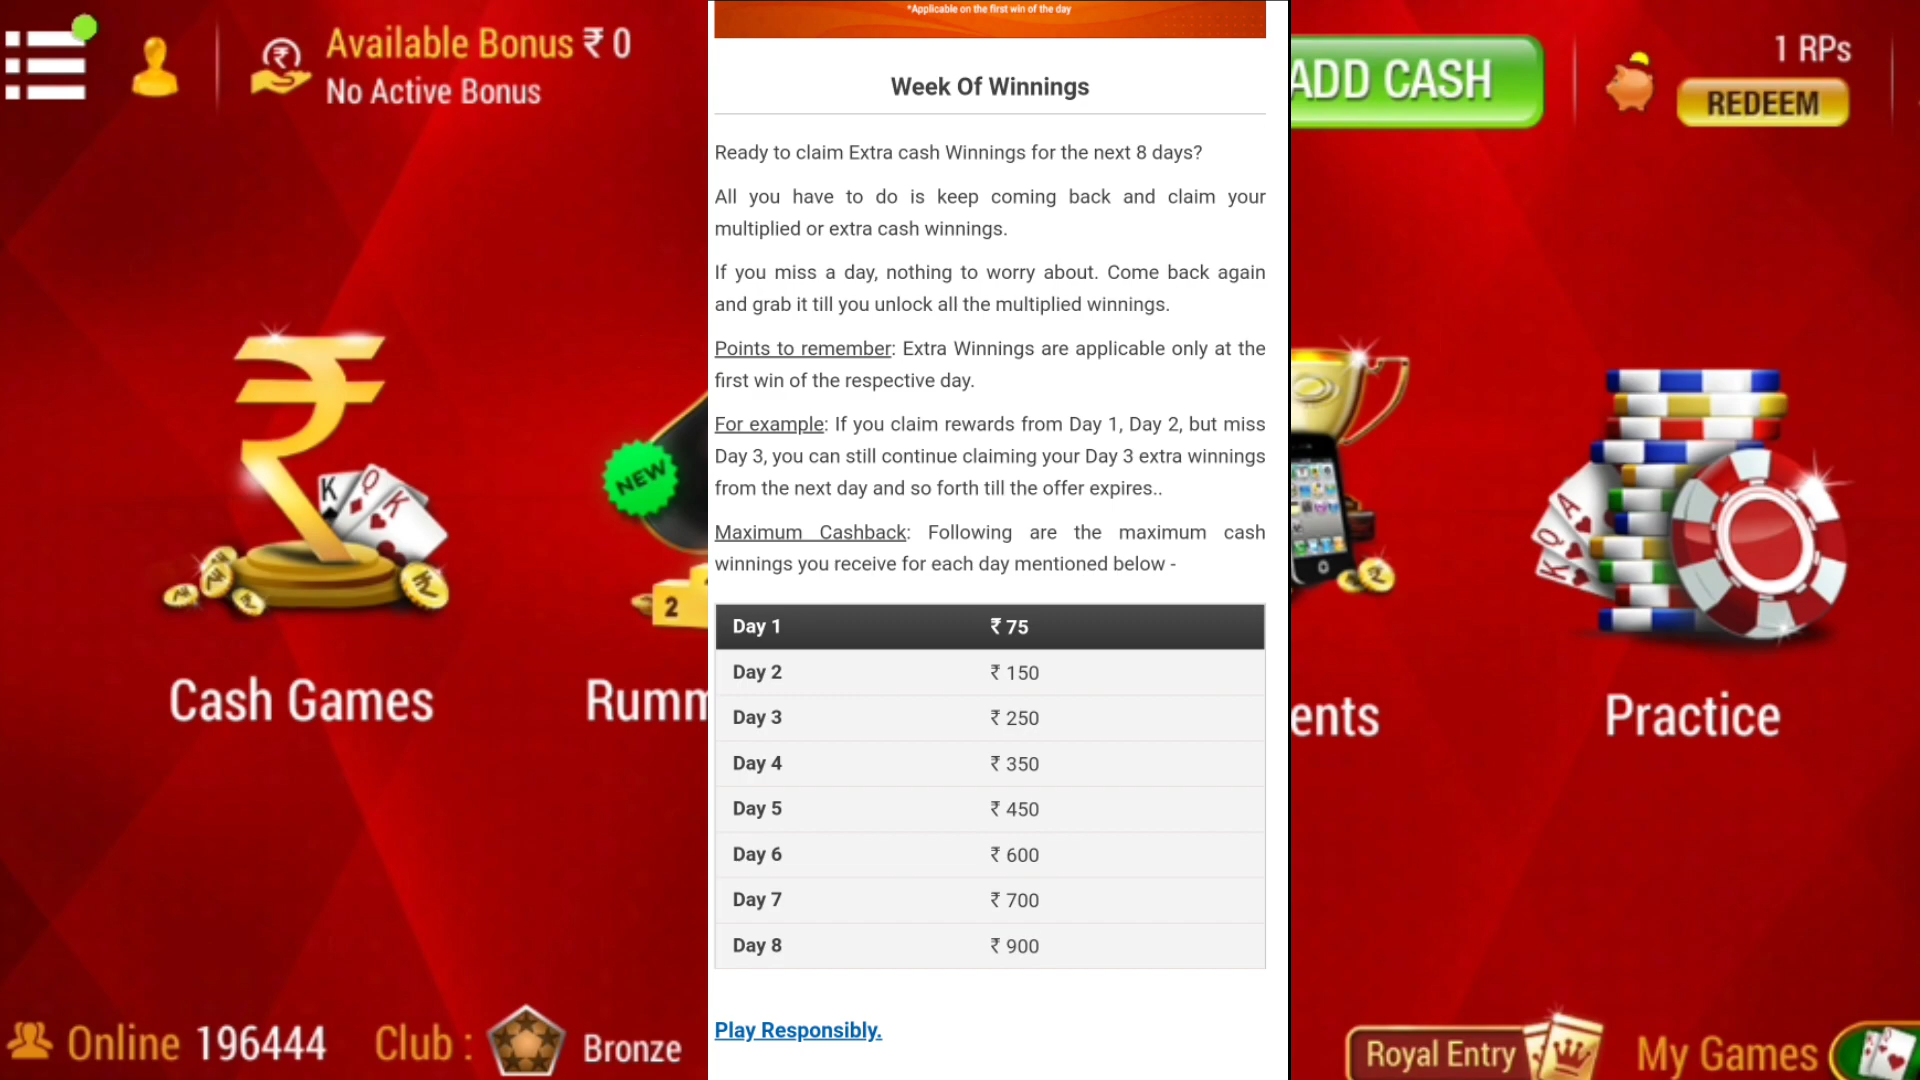 Available Bonus ₹ 0
No Active Bonus
*Applicable on the first win of the day
ADD CASH
1 RPs
REDEEM
Week Of Winnings
Ready to claim Extra cash Winnings for the next 8 days?
All you have to do is keep coming back and claim your
multiplied or extra cash winnings.
If you miss a day, nothing to worry about. Come back again
and grab it till you unlock all the multiplied winnings.
Points to remember: Extra Winnings are applicable only at the
first win of the respective day.
For example: If you claim rewards from Day 1, Day 2, but miss
Day 3, you can still continue claiming your Day 3 extra winnings
from the next day and so forth till the offer expires..
Maximum Cashback: Following are the maximum cash
winnings you receive for each day mentioned below -
Day 1 ₹ 75
Day 2 ₹ 150
Day 3 ₹ 250
Day 4 ₹ 350
Day 5 ₹ 450
Day 6 ₹ 600
Day 7 ₹ 700
Day 8 ₹ 900
Play Responsibly.
₹
K Q K
NEW
2
Cash Games
Rumm
ents
A
Q
K
Practice
Online 196444
Club : Bronze
Royal Entry
My Games